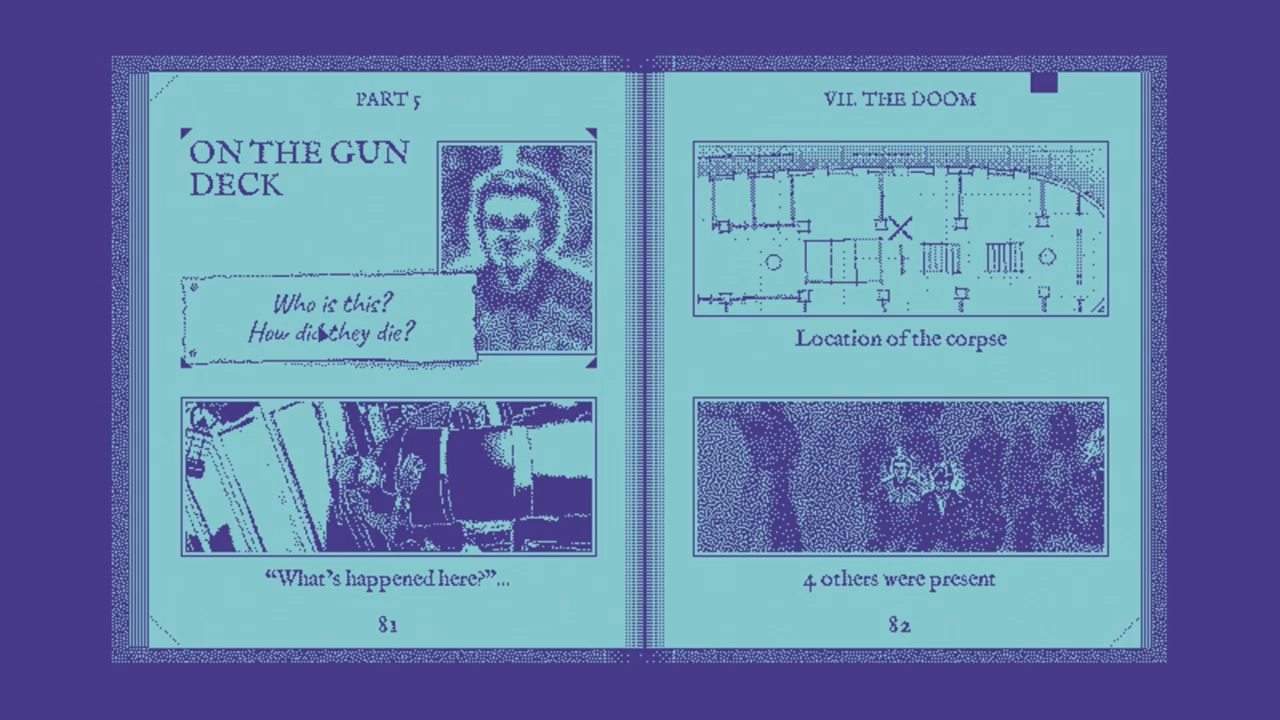 PART 5
ON THE GUN
DECK
Who is this?
How did they die?
“What’s happened here?”...
81
VII. THE DOOM
Location of the corpse
4 others were present
82